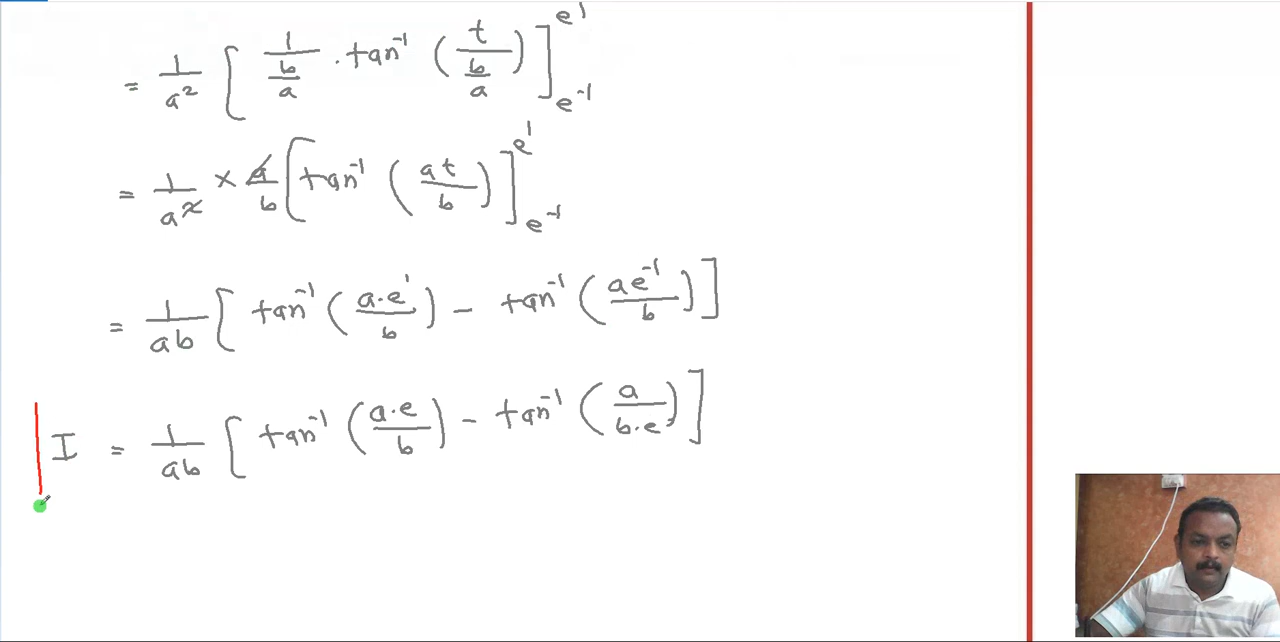 = 1/a² [ 1/(b/a) . tan⁻¹ ( t/(b/a) ) ]_{e⁻¹}^{e¹}
= 1/a² × a/b [ tan⁻¹ ( at/b ) ]_{e⁻¹}^{e¹}
= 1/ab [ tan⁻¹ ( a·e¹/b ) − tan⁻¹ ( ae⁻¹/b ) ]
I = 1/ab [ tan⁻¹ ( a·e/b ) − tan⁻¹ ( a/b·e ) ]